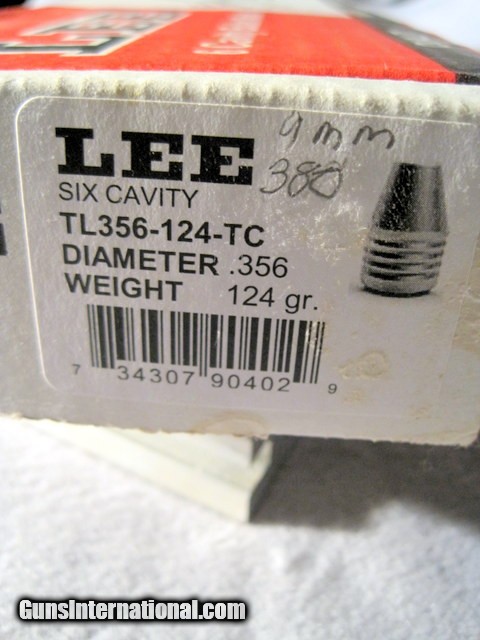 LEE
9mm
SIX CAVITY
380
TL356-124-TC
DIAMETER .356
WEIGHT 124 gr.
7 34307 90402 9
GunsInternational.com